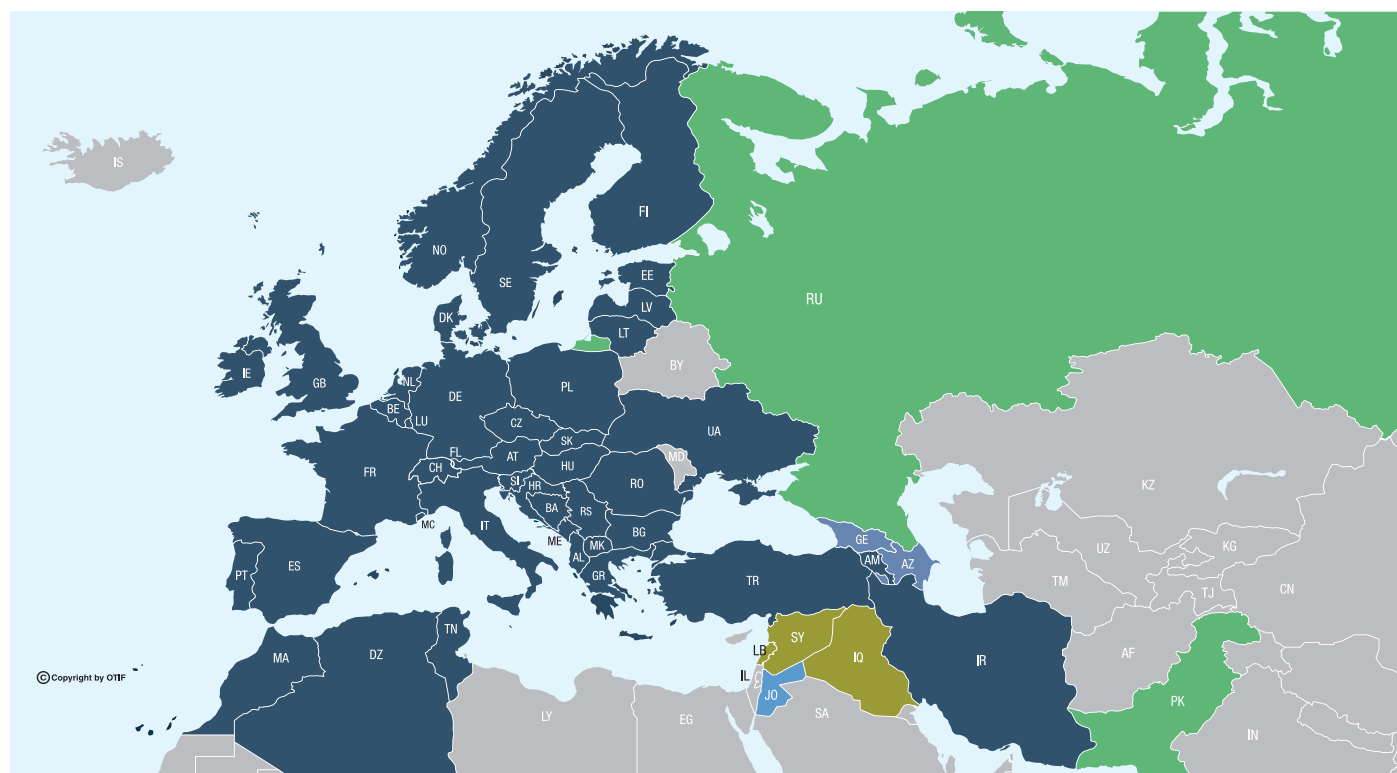 IS
FI
NO
SE
EE
RU
LV
DK
LT
BY
IE
GB
NL
DE
PL
BE
LU
CZ
UA
SK
FL
AT
MD
FR
CH
HU
SI
HR
RO
KZ
BA
RS
MC
IT
BG
GE
UZ
KG
ME
MK
AL
AM
AZ
PT
ES
GR
TR
TM
TJ
CN
TN
SY
MA
DZ
LB
IQ
IR
AF
© Copyright by OTIF
IL
JO
PK
LY
EG
SA
IN